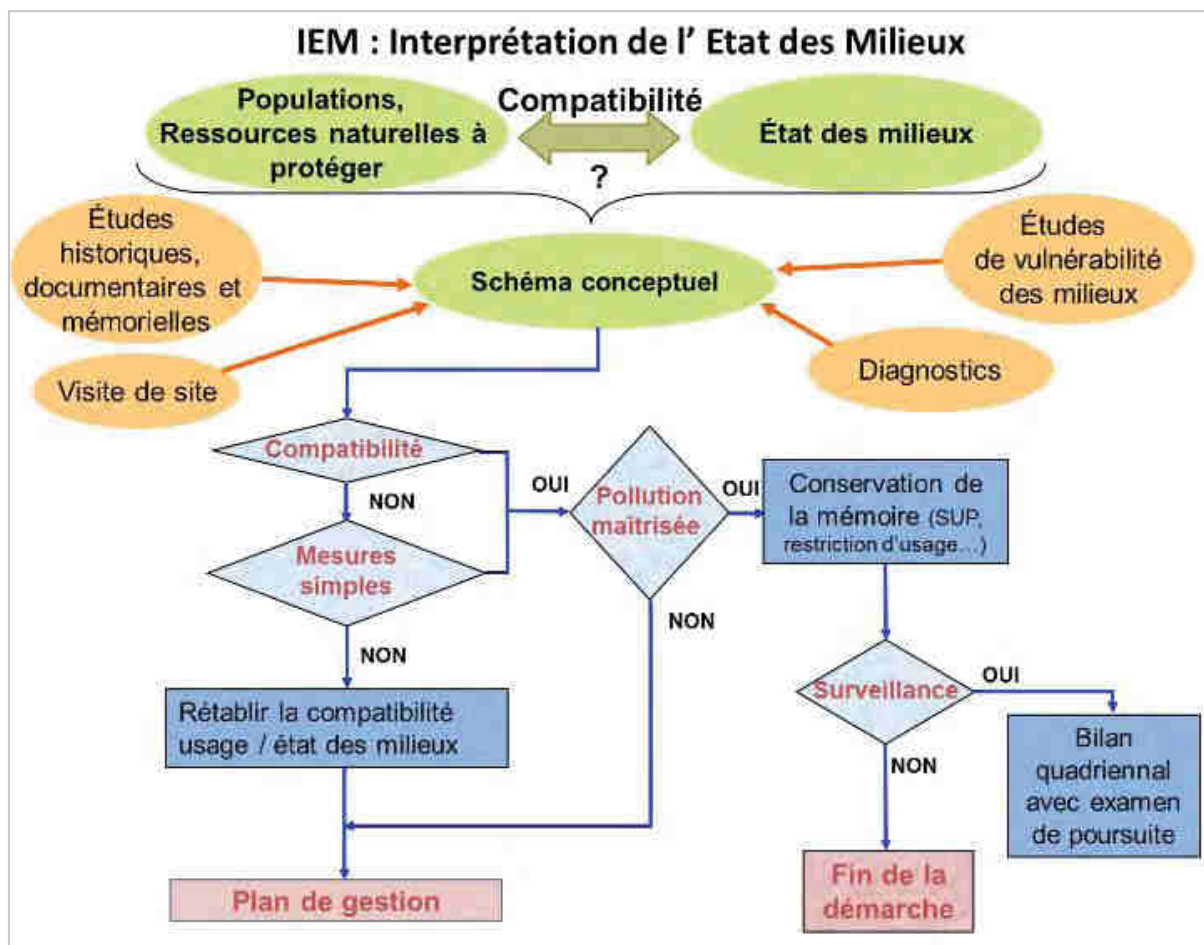 IEM : Interprétation de l' Etat des Milieux
Populations,
Ressources naturelles à
protéger
Compatibilité
?
État des milieux
Études
historiques,
documentaires et
mémorielles
Schéma conceptuel
Études
de vulnérabilité
des milieux
Visite de site
Diagnostics
Compatibilité
NON
OUI
Mesures
simples
Pollution
maîtrisée
OUI
Conservation de
la mémoire (SUP,
restriction d'usage...)
NON
NON
Rétablir la compatibilité
usage / état des milieux
Surveillance
OUI
NON
Bilan
quadriennal
avec examen
de poursuite
Plan de gestion
Fin de la
démarche